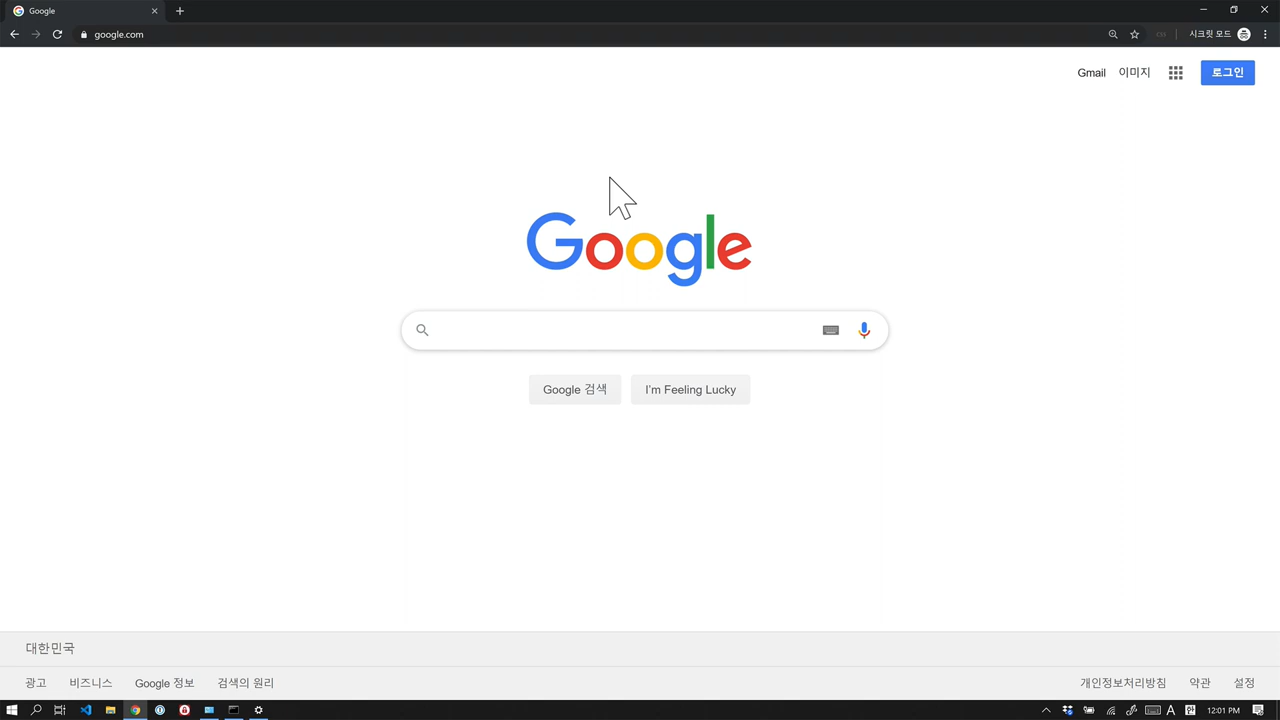 Google
google.com
시크릿 모드
Gmail 이미지 로그인
Google
Google 검색 I'm Feeling Lucky
대한민국
광고 비즈니스 Google 정보 검색의 원리 개인정보처리방침 약관 설정
A 12:01 PM